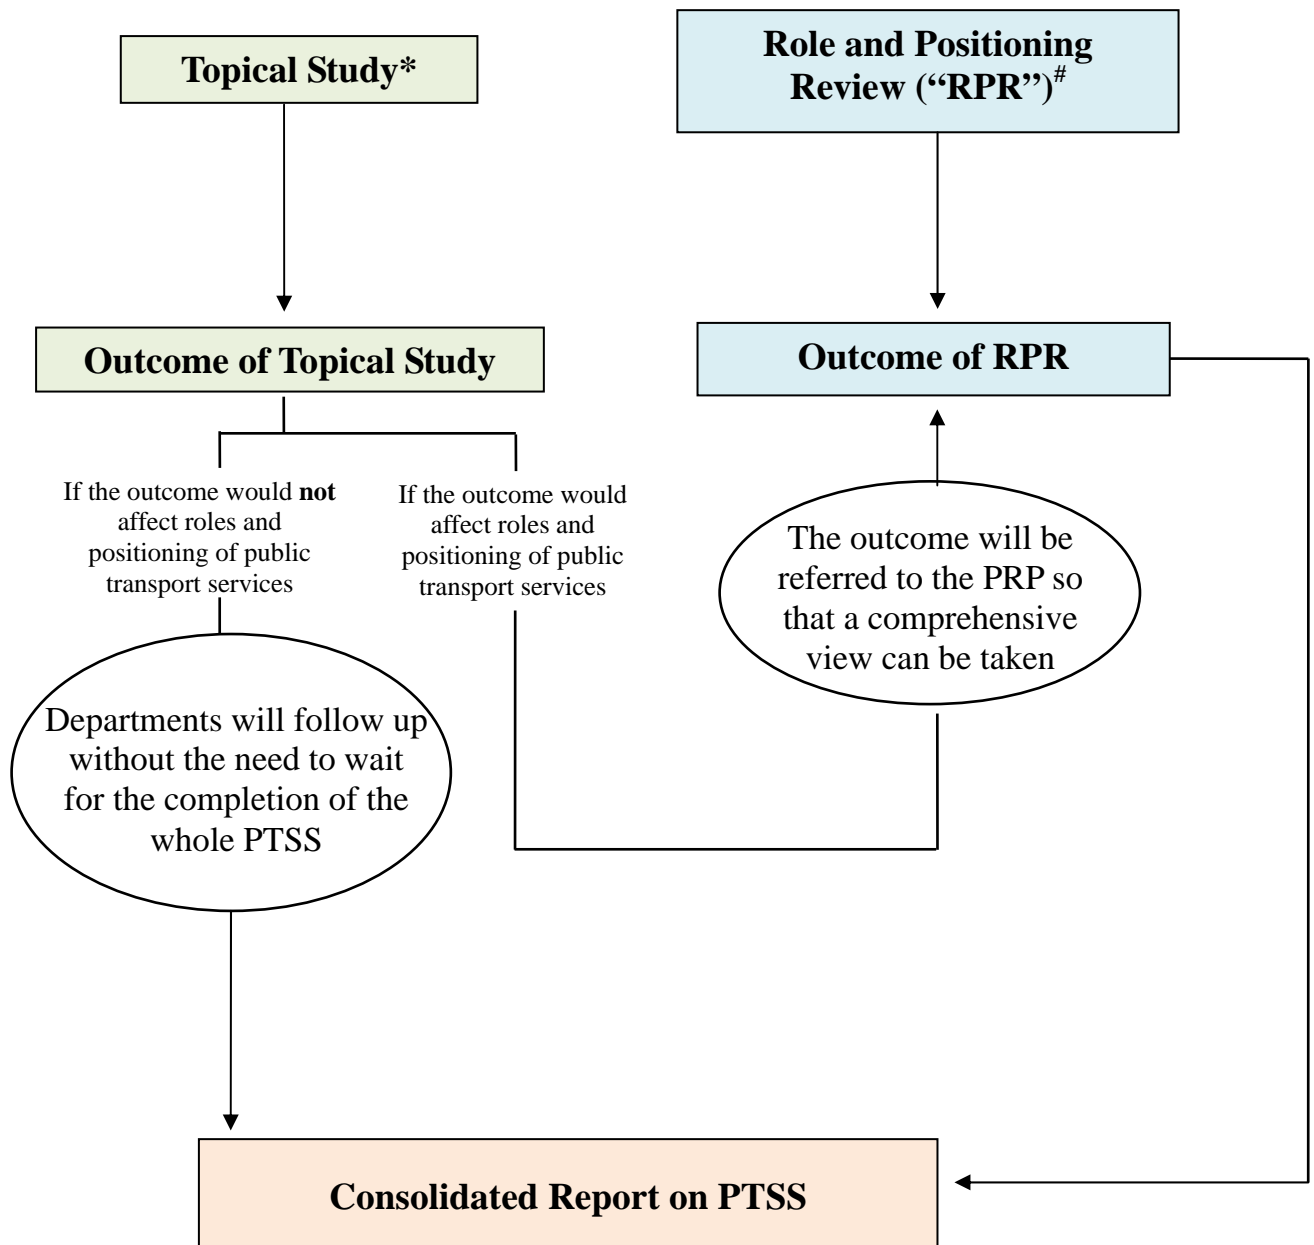 Topical Study*
Role and Positioning
Review (“RPR”)#
Outcome of Topical Study
Outcome of RPR
If the outcome would not
affect roles and
positioning of public
transport services
If the outcome would
affect roles and
positioning of public
transport services
The outcome will be
referred to the PRP so
that a comprehensive
view can be taken
Departments will follow up
without the need to wait
for the completion of the
whole PTSS
Consolidated Report on PTSS